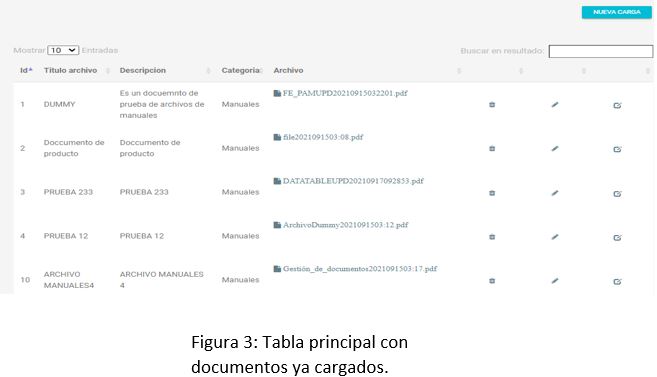 NUEVA CARGA
Mostrar 10 Entradas Buscar en resultado:
Id Titulo archivo Descripcion Categoria Archivo
1 DUMMY Es un docuemnto de prueba de archivos de manuales Manuales FE_PAMUPD20210915032201.pdf
2 Doccumento de producto Doccumento de producto Manuales file2021091503:08.pdf
3 PRUEBA 233 PRUEBA 233 Manuales DATATABLEUPD20210917092853.pdf
4 PRUEBA 12 PRUEBA 12 Manuales ArchivoDummy2021091503:12.pdf
10 ARCHIVO MANUALES4 ARCHIVO MANUALES 4 Manuales Gestión_de_documentos2021091503:17.pdf
Figura 3: Tabla principal con
documentos ya cargados.